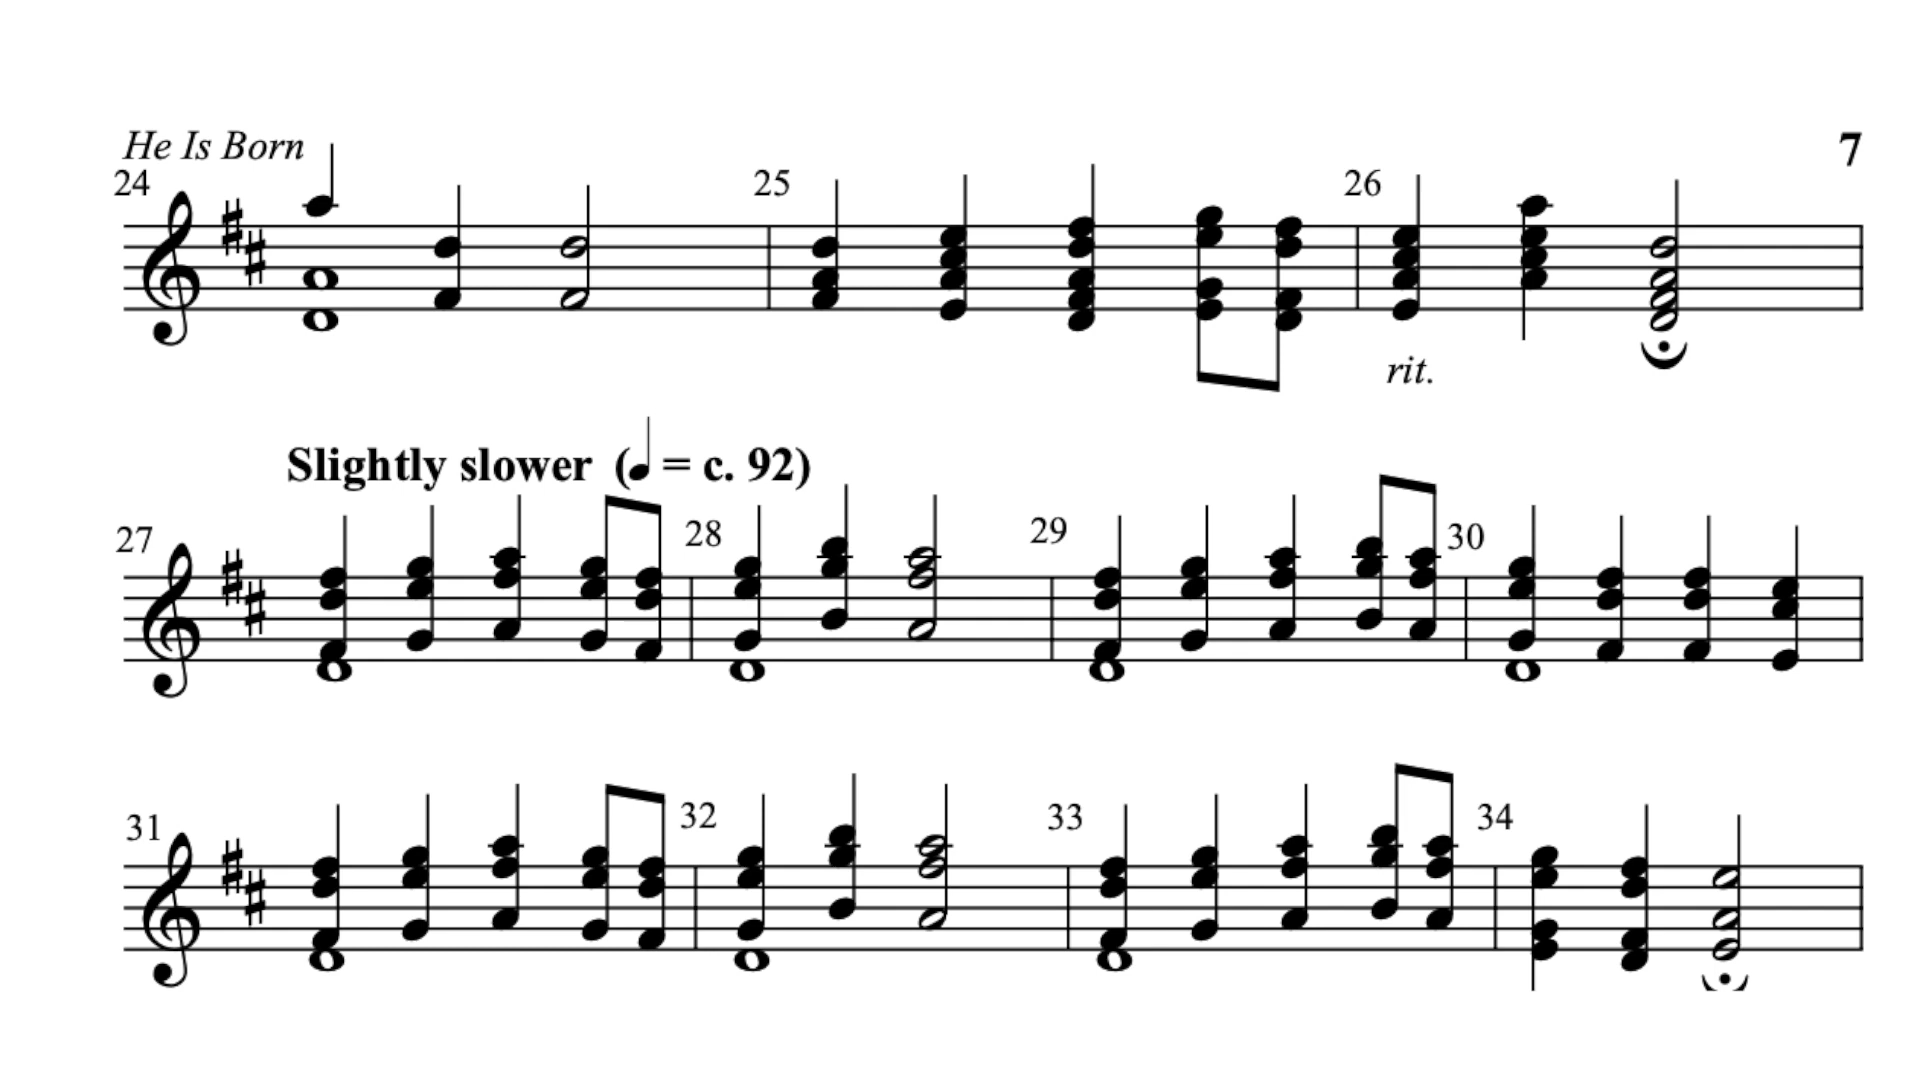 He Is Born
7
24 25 26
rit.
Slightly slower (♩ = c. 92)
27 28 29 30
31 32 33 34